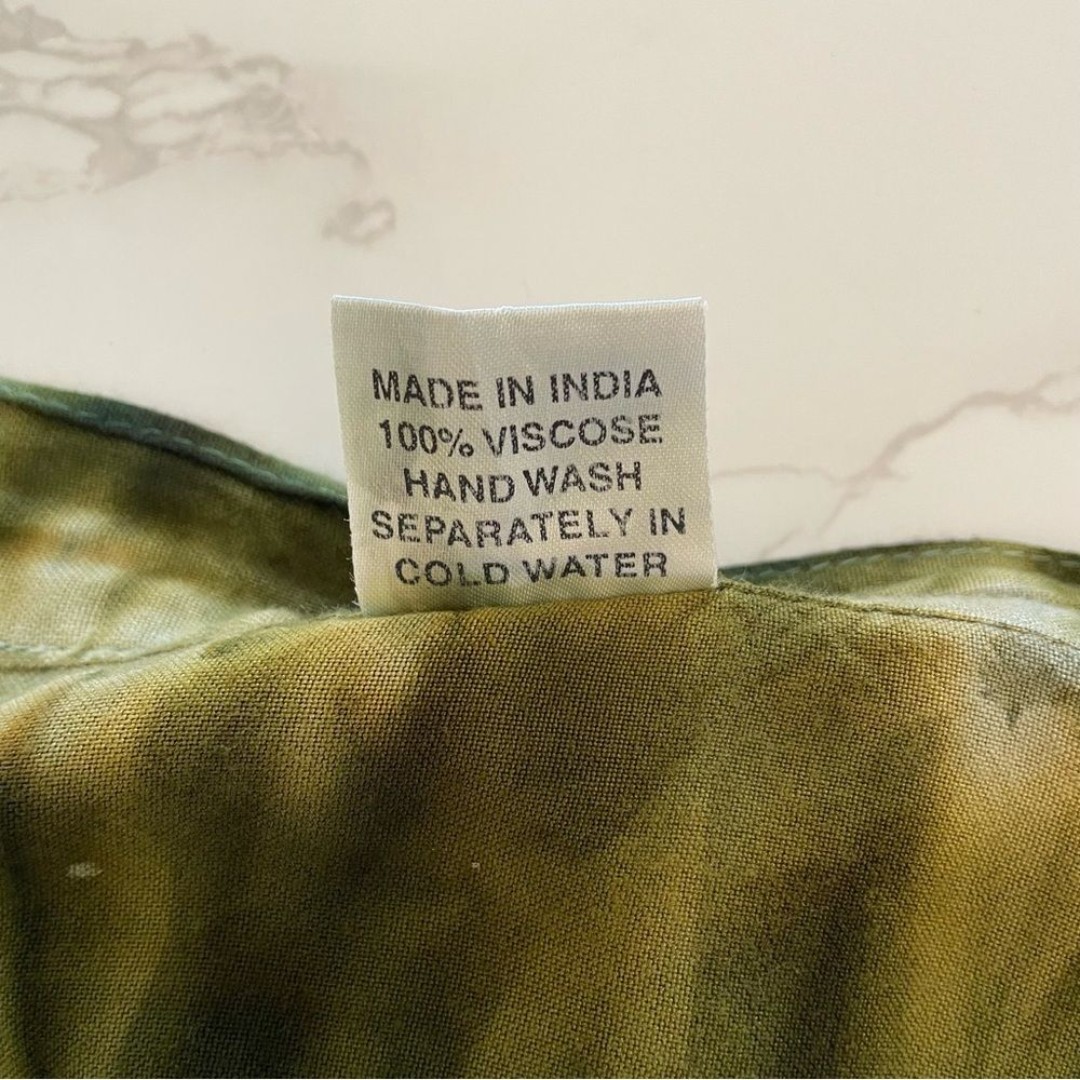 MADE IN INDIA
100% VISCOSE
HAND WASH
SEPARATELY IN
COLD WATER